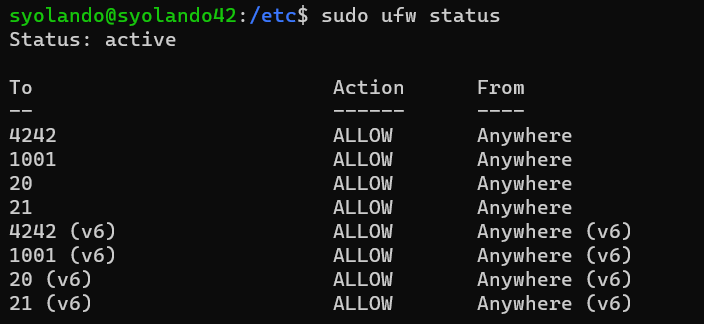 syolando@syolando42:/etc$ sudo ufw status
Status: active
To                         Action      From
--                         ------      ----
4242                       ALLOW       Anywhere
1001                       ALLOW       Anywhere
20                         ALLOW       Anywhere
21                         ALLOW       Anywhere
4242 (v6)                  ALLOW       Anywhere (v6)
1001 (v6)                  ALLOW       Anywhere (v6)
20 (v6)                    ALLOW       Anywhere (v6)
21 (v6)                    ALLOW       Anywhere (v6)